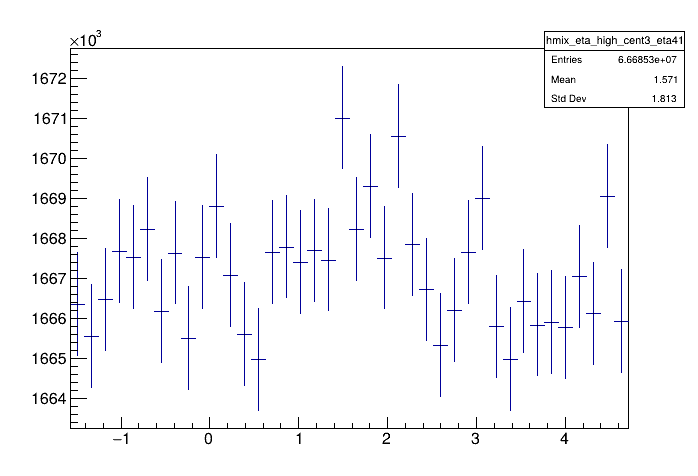 ×10³
hmix_eta_high_cent3_eta41
Entries 6.66853e+07
Mean 1.571
Std Dev 1.813
1672
1671
1670
1669
1668
1667
1666
1665
1664
−1 0 1 2 3 4